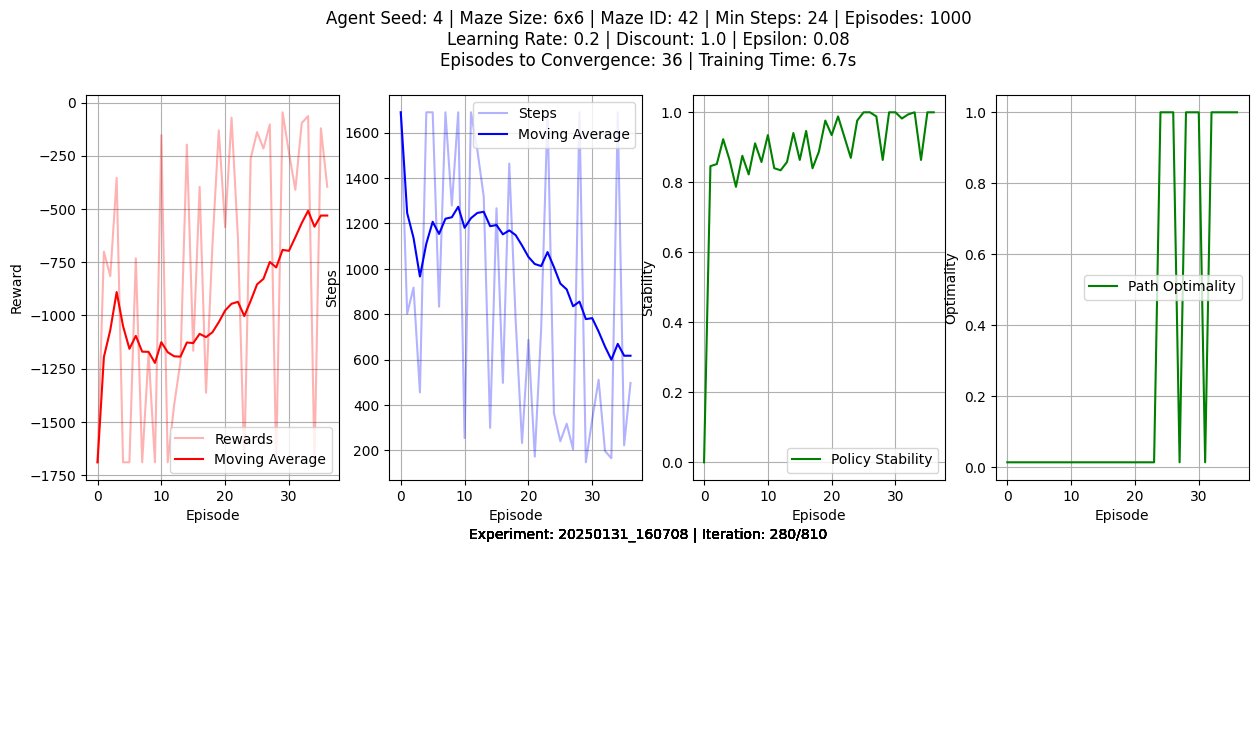 Agent Seed: 4 | Maze Size: 6x6 | Maze ID: 42 | Min Steps: 24 | Episodes: 1000
Learning Rate: 0.2 | Discount: 1.0 | Epsilon: 0.08
Episodes to Convergence: 36 | Training Time: 6.7s
Reward
0
−250
−500
−750
−1000
−1250
−1500
−1750
0
10
20
30
Episode
Rewards
Moving Average
Steps
1600
1400
1200
1000
800
600
400
200
0
10
20
30
Episode
Steps
Moving Average
Stability
1.0
0.8
0.6
0.4
0.2
0.0
0
10
20
30
Episode
Policy Stability
Optimality
1.0
0.8
0.6
0.4
0.2
0.0
0
10
20
30
Episode
Path Optimality
Experiment: 20250131_160708 | Iteration: 280/810